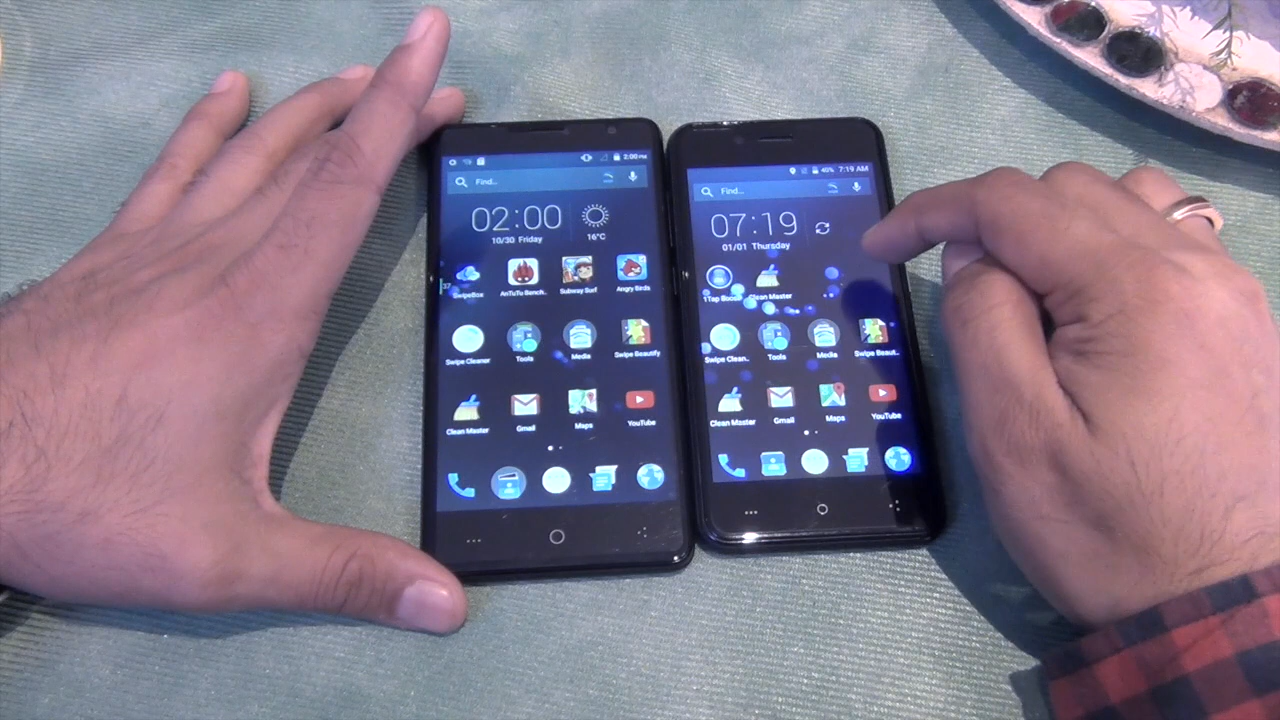 2:00 PM
Find...
02:00
10/30 Friday
16°C
37
SwipeBox
AnTuTu Bench..
Subway Surf
Angry Birds
Swipe Cleaner
Tools
Media
Swipe Beautify
Clean Master
Gmail
Maps
YouTube
40% 7:19 AM
Find...
07:19
01/01 Thursday
1Tap Boost
Clean Master
Swipe Clean..
Tools
Media
Swipe Beaut..
Clean Master
Gmail
Maps
YouTube